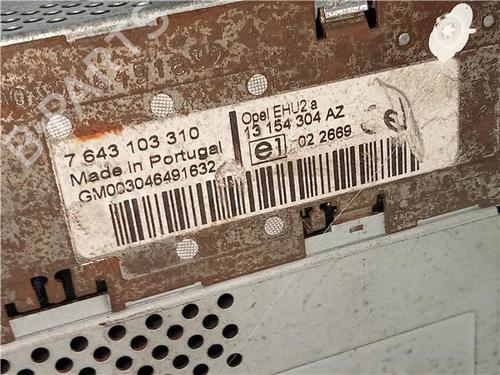 7 643 103 310
Made in Portugal
GM003046491632
Opel EHU2 a
13 154 304 AZ
e1 02 2669